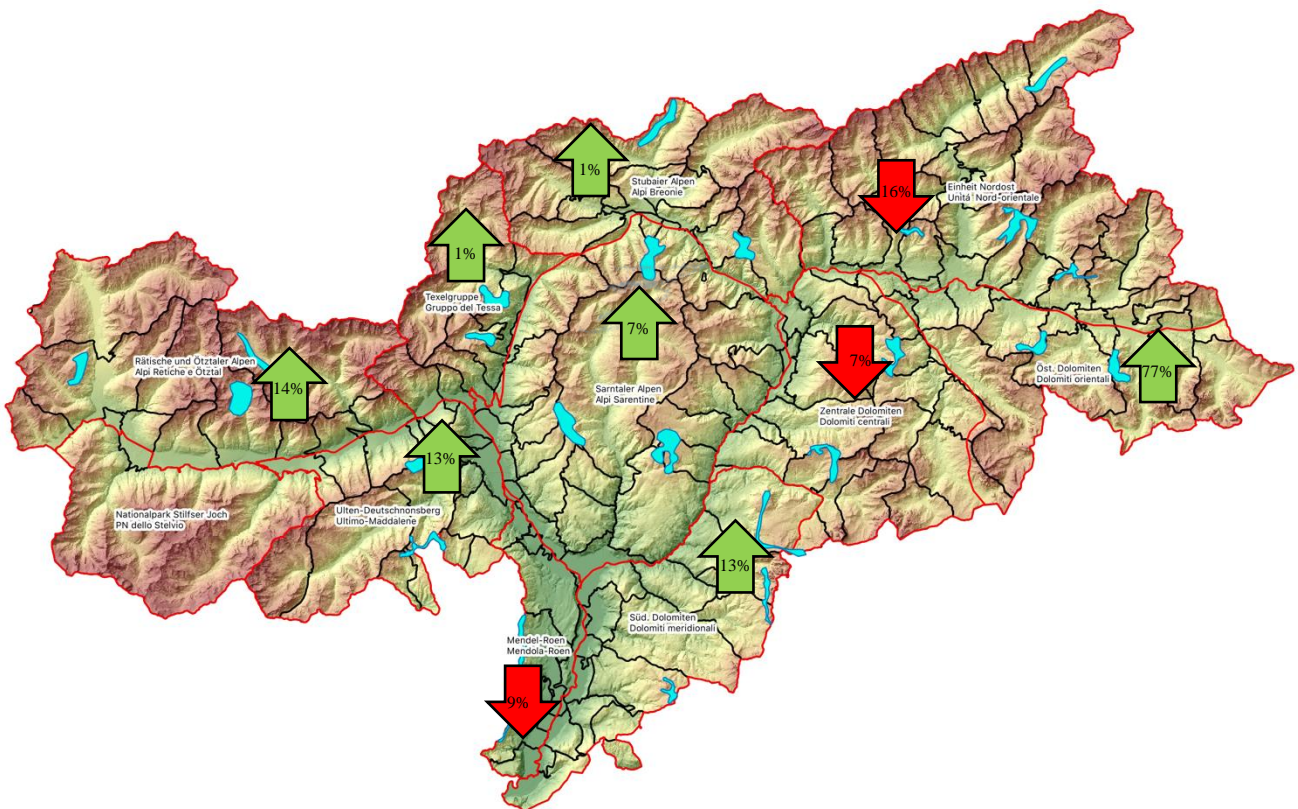 1%
Stubaier Alpen
Alpi Breonie
16%
Einheit Nordost
Unitá Nord-orientale
1%
Texelgruppe
Gruppo del Tessa
7%
Rätische und Ötztaler Alpen
Alpi Retiche e Ötztal
14%
Sarntaler Alpen
Alpi Sarentine
7%
Zentrale Dolomiten
Dolomiti centrali
Öst. Dolomiten
Dolomiti orientali
77%
13%
Nationalpark Stilfser Joch
PN dello Stelvio
Ulten-Deutschnonsberg
Ultimo-Maddalene
13%
Süd. Dolomiten
Dolomiti meridionali
Mendel-Roen
Mendola-Roen
9%